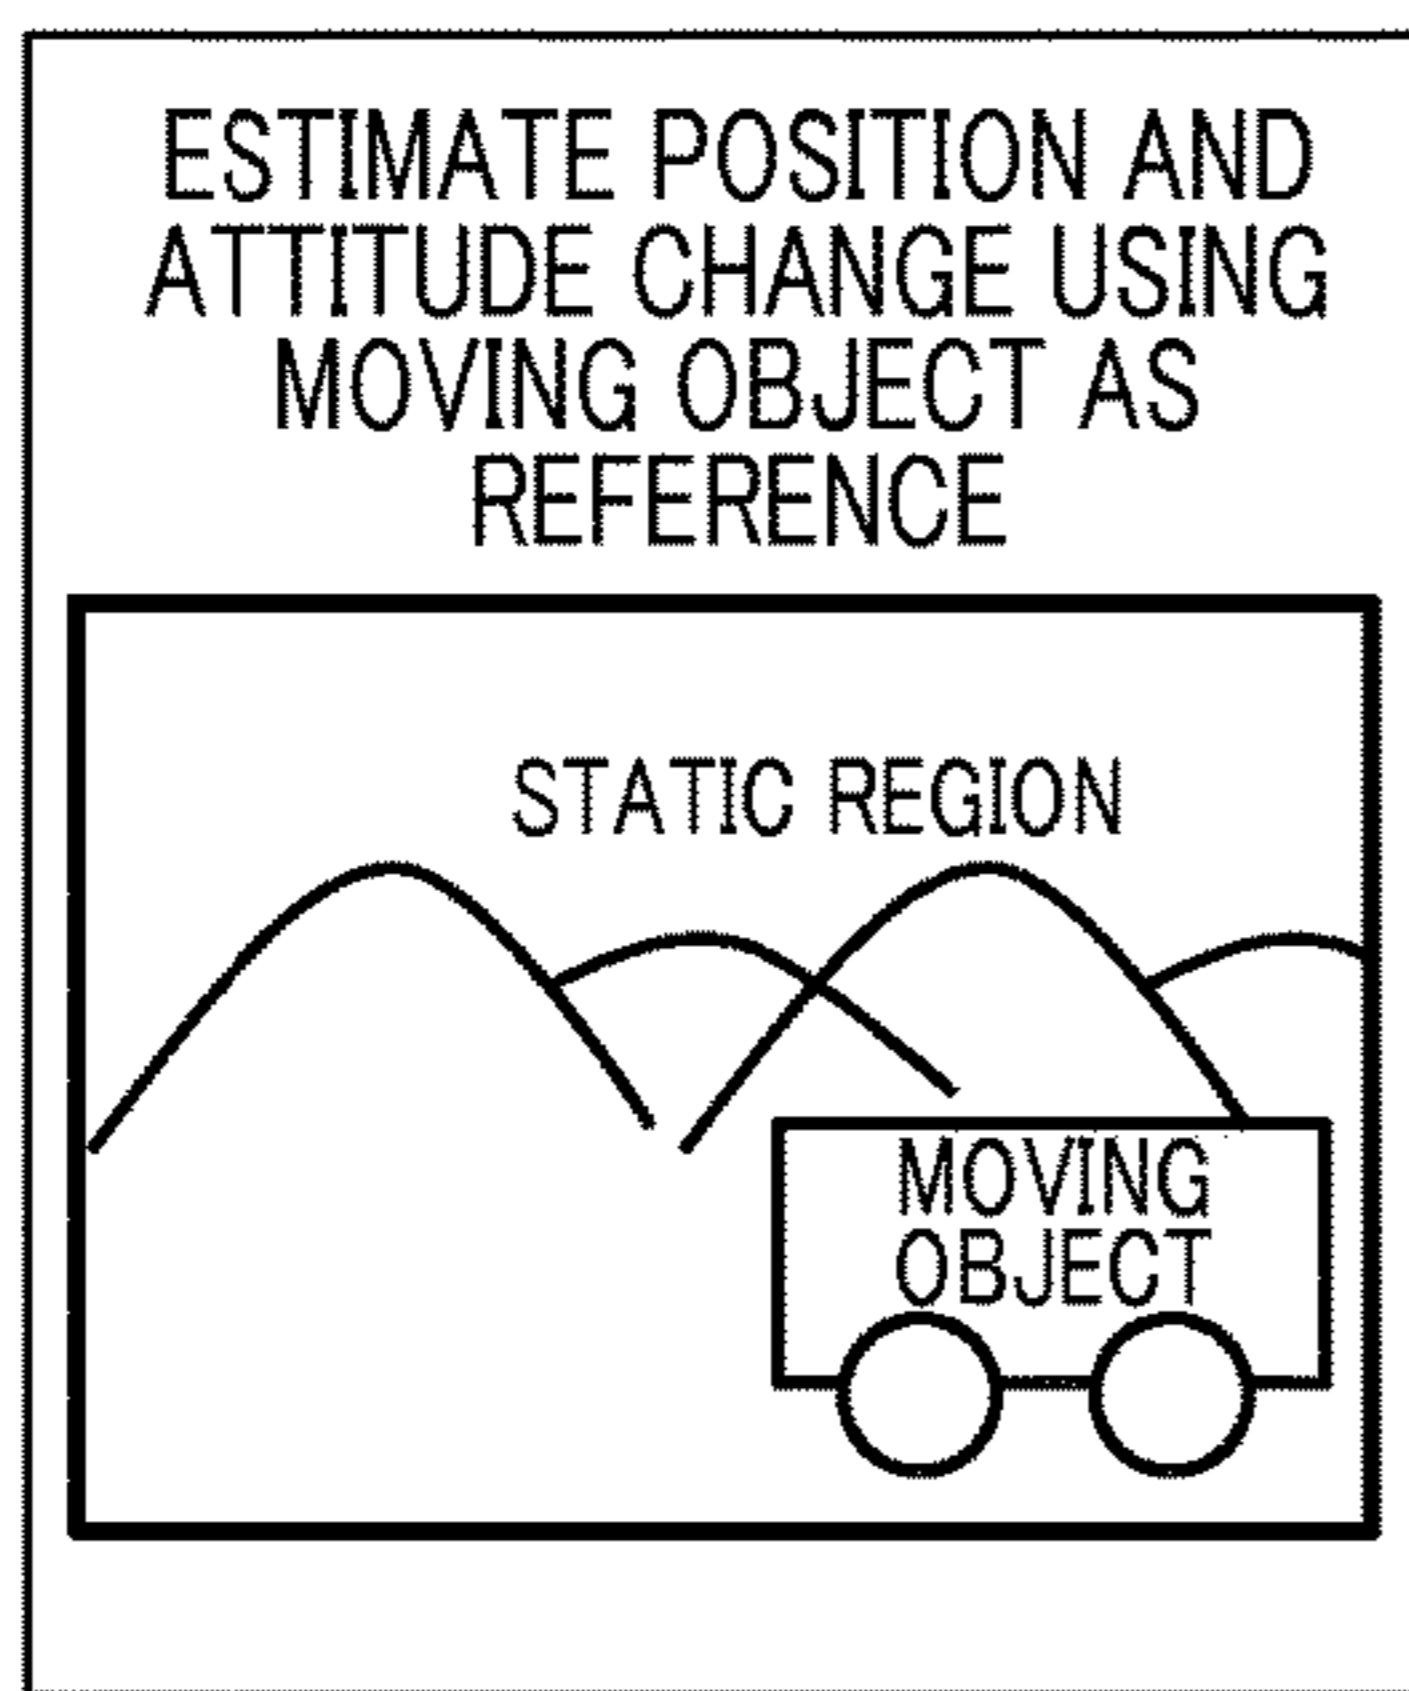 ESTIMATE POSITION AND
ATTITUDE CHANGE USING
MOVING OBJECT AS
REFERENCE
STATIC REGION
MOVING
OBJECT